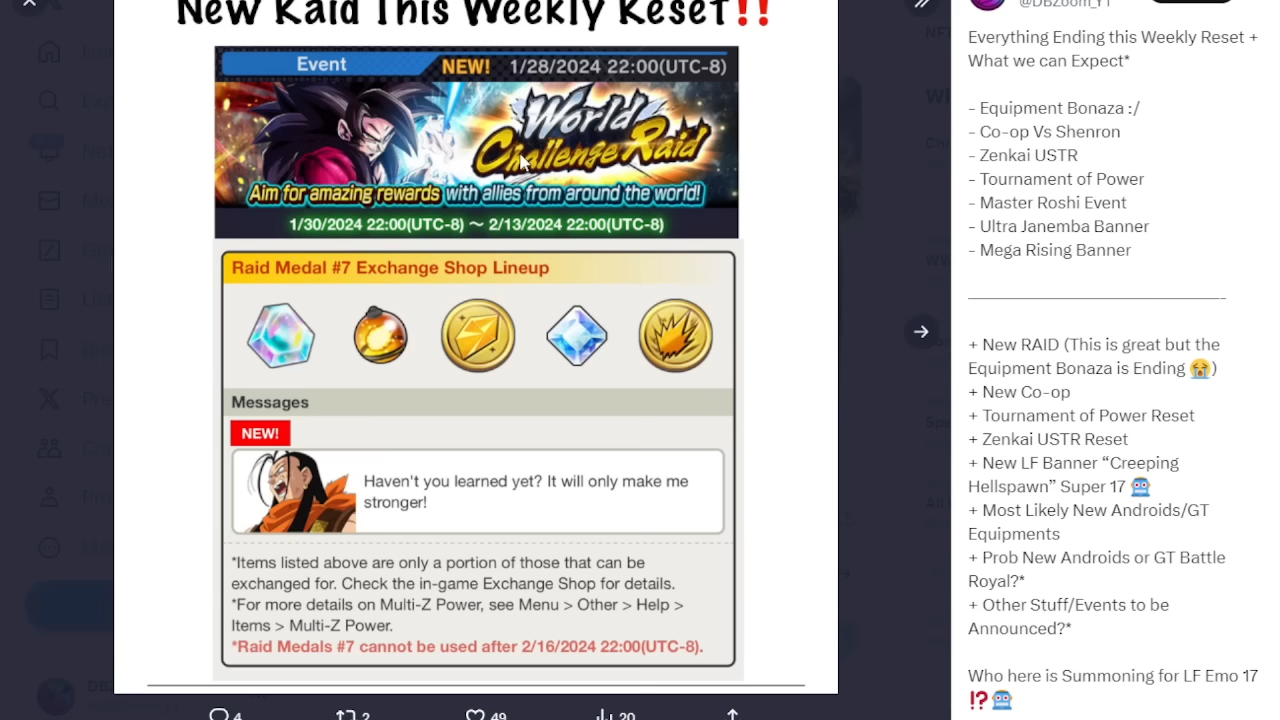 New Raid This Weekly Reset‼️
Event
NEW!
1/28/2024 22:00(UTC-8)
World
Challenge Raid
Aim for amazing rewards with allies from around the world!
1/30/2024 22:00(UTC-8) ~ 2/13/2024 22:00(UTC-8)
Raid Medal #7 Exchange Shop Lineup
Messages
NEW!
Haven't you learned yet? It will only make me
stronger!
*Items listed above are only a portion of those that can be
exchanged for. Check the in-game Exchange Shop for details.
*For more details on Multi-Z Power, see Menu > Other > Help >
Items > Multi-Z Power.
*Raid Medals #7 cannot be used after 2/16/2024 22:00(UTC-8).
4
2
49
20
@DBZoom_YT
Everything Ending this Weekly Reset +
What we can Expect*
- Equipment Bonaza :/
- Co-op Vs Shenron
- Zenkai USTR
- Tournament of Power
- Master Roshi Event
- Ultra Janemba Banner
- Mega Rising Banner
+ New RAID (This is great but the
Equipment Bonaza is Ending 😭)
+ New Co-op
+ Tournament of Power Reset
+ Zenkai USTR Reset
+ New LF Banner “Creeping
Hellspawn” Super 17 🤖
+ Most Likely New Androids/GT
Equipments
+ Prob New Androids or GT Battle
Royal?*
+ Other Stuff/Events to be
Announced?*
Who here is Summoning for LF Emo 17
⁉️🤖